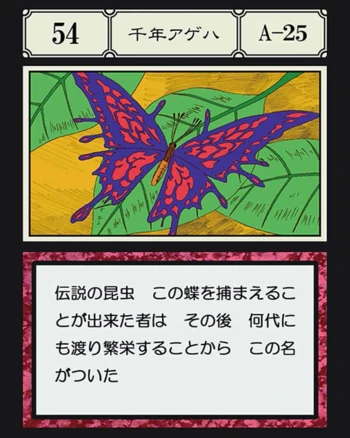 54 千年アゲハ A-25
伝説の昆虫　この蝶を捕まえるこ
とが出来た者は　その後　何代に
も渡り繁栄することから　この名
がついた